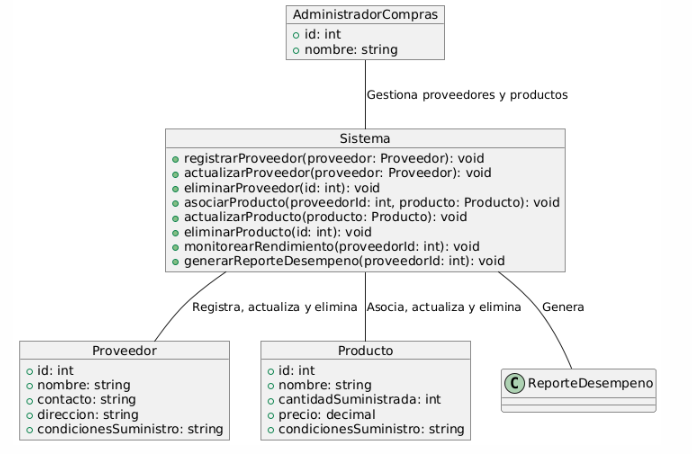 AdministradorCompras
id: int
nombre: string
Gestiona proveedores y productos
Sistema
registrarProveedor(proveedor: Proveedor): void
actualizarProveedor(proveedor: Proveedor): void
eliminarProveedor(id: int): void
asociarProducto(proveedorId: int, producto: Producto): void
actualizarProducto(producto: Producto): void
eliminarProducto(id: int): void
monitorearRendimiento(proveedorId: int): void
generarReporteDesempeno(proveedorId: int): void
Registra, actualiza y elimina
Asocia, actualiza y elimina
Genera
Proveedor
id: int
nombre: string
contacto: string
direccion: string
condicionesSuministro: string
Producto
id: int
nombre: string
cantidadSuministrada: int
precio: decimal
condicionesSuministro: string
C ReporteDesempeno